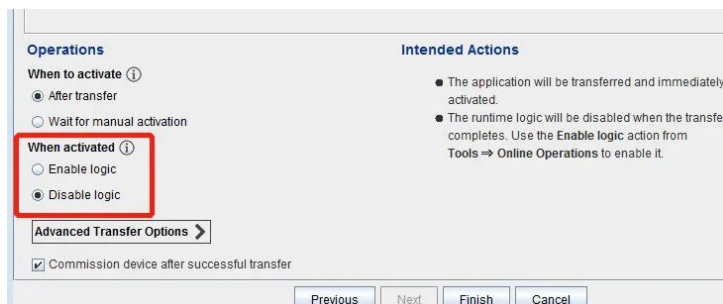 Operations
When to activate
After transfer
Wait for manual activation
When activated
Enable logic
Disable logic
Advanced Transfer Options
Commission device after successful transfer
Intended Actions
The application will be transferred and immediately
activated.
The runtime logic will be disabled when the transfe
completes. Use the Enable logic action from
Tools ⇒ Online Operations to enable it.
Previous Next Finish Cancel